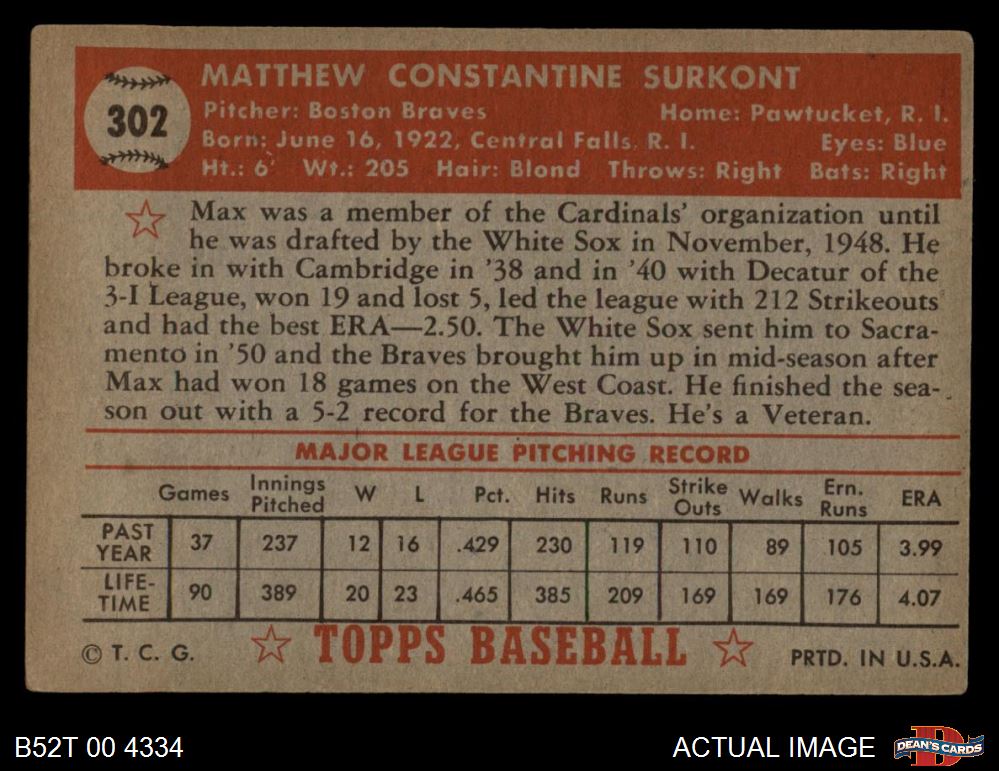 302
MATTHEW CONSTANTINE SURKONT
Pitcher: Boston Braves Home: Pawtucket, R. I.
Born: June 16, 1922, Central Falls, R. I. Eyes: Blue
Ht.: 6' Wt.: 205 Hair: Blond Throws: Right Bats: Right
Max was a member of the Cardinals' organization until
he was drafted by the White Sox in November, 1948. He
broke in with Cambridge in '38 and in '40 with Decatur of the
3-I League, won 19 and lost 5, led the league with 212 Strikeouts
and had the best ERA—2.50. The White Sox sent him to Sacra-
mento in '50 and the Braves brought him up in mid-season after
Max had won 18 games on the West Coast. He finished the sea-
son out with a 5-2 record for the Braves. He's a Veteran.
MAJOR LEAGUE PITCHING RECORD
Games Innings Pitched W L Pct. Hits Runs Strike Outs Walks Ern. Runs ERA
PAST YEAR 37 237 12 16 .429 230 119 110 89 105 3.99
LIFE-TIME 90 389 20 23 .465 385 209 169 169 176 4.07
© T. C. G. TOPPS BASEBALL PRTD. IN U.S.A.
B52T 00 4334 ACTUAL IMAGE DEAN'S CARDS